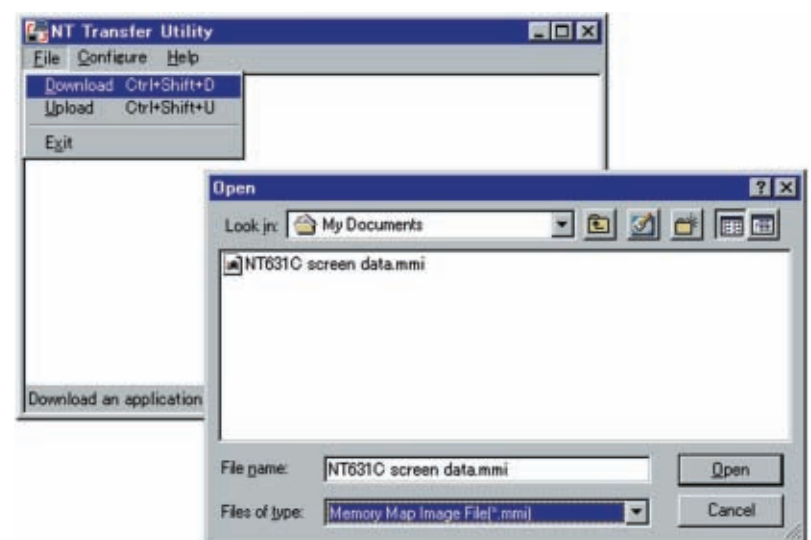 NT Transfer Utility
File Configure Help
Download Ctrl+Shift+D
Upload Ctrl+Shift+U
Exit
Download an application
Open
Look in: My Documents
NT631C screen data.mmi
File name: NT631C screen data.mmi Open
Files of type: Memory Map Image File(*.mmi) Cancel